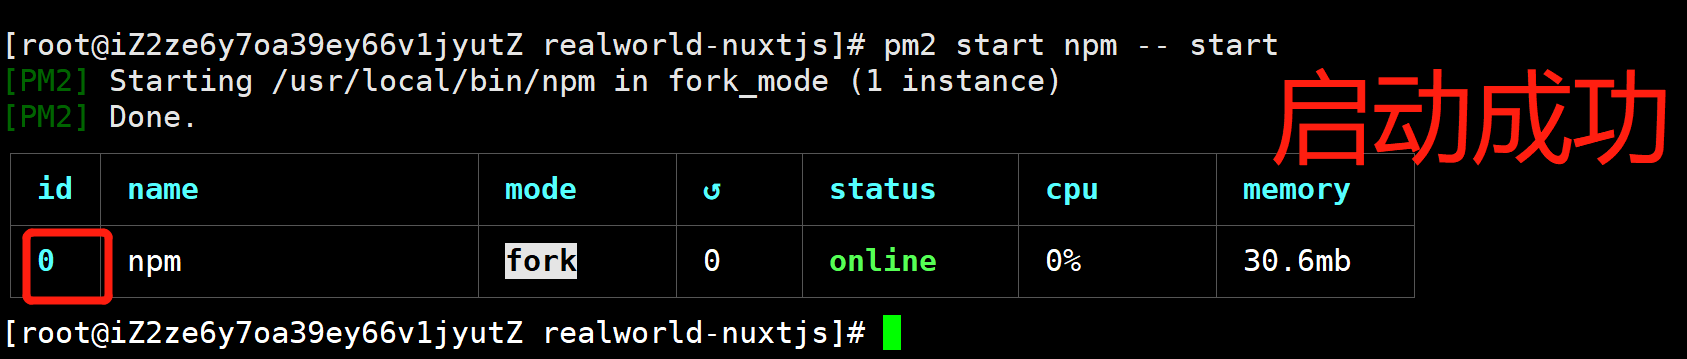 [root@iZ2ze6y7oa39ey66v1jyutZ realworld-nuxtjs]# pm2 start npm -- start
[PM2] Starting /usr/local/bin/npm in fork_mode (1 instance)
[PM2] Done.
启动成功
id name mode ↺ status cpu memory
0 npm fork 0 online 0% 30.6mb
[root@iZ2ze6y7oa39ey66v1jyutZ realworld-nuxtjs]#